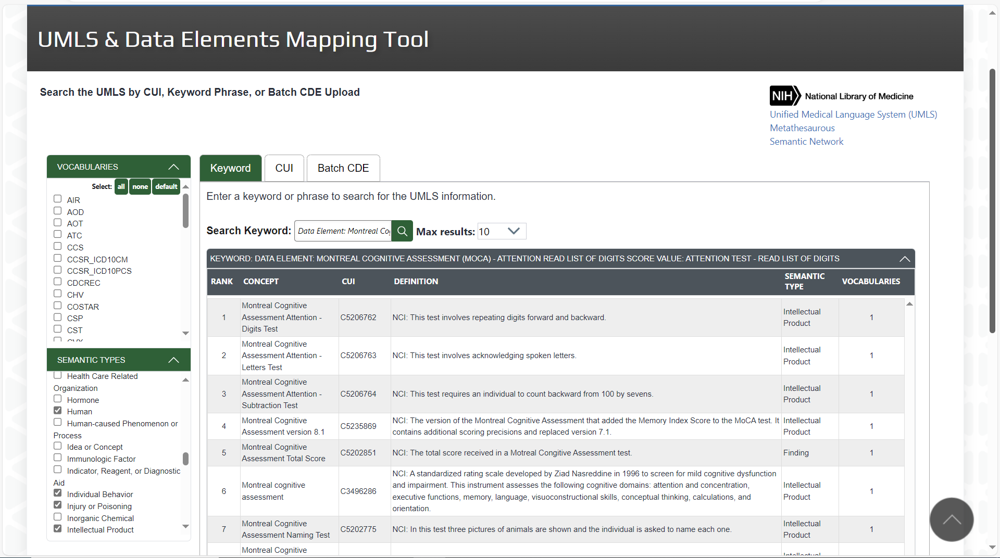 UMLS & Data Elements Mapping Tool
Search the UMLS by CUI, Keyword Phrase, or Batch CDE Upload
NIH National Library of Medicine
Unified Medical Language System (UMLS)
Metathesaurous
Semantic Network
VOCABULARIES
Select: all none default
AIR
AOD
AOT
ATC
CCS
CCSR_ICD10CM
CCSR_ICD10PCS
CDCREC
CHV
COSTAR
CSP
CST
SEMANTIC TYPES
Health Care Related
Organization
Hormone
Human
Human-caused Phenomenon or
Process
Idea or Concept
Immunologic Factor
Indicator, Reagent, or Diagnostic
Aid
Individual Behavior
Injury or Poisoning
Inorganic Chemical
Intellectual Product
Keyword CUI Batch CDE
Enter a keyword or phrase to search for the UMLS information.
Search Keyword: Data Element: Montreal Co Max results: 10
KEYWORD: DATA ELEMENT: MONTREAL COGNITIVE ASSESSMENT (MOCA) - ATTENTION READ LIST OF DIGITS SCORE VALUE: ATTENTION TEST - READ LIST OF DIGITS
RANK CONCEPT CUI DEFINITION SEMANTIC TYPE VOCABULARIES
1 Montreal Cognitive Assessment Attention - Digits Test C5206762 NCI: This test involves repeating digits forward and backward. Intellectual Product 1
2 Montreal Cognitive Assessment Attention - Letters Test C5206763 NCI: This test involves acknowledging spoken letters. Intellectual Product 1
3 Montreal Cognitive Assessment Attention - Subtraction Test C5206764 NCI: This test requires an individual to count backward from 100 by sevens. Intellectual Product 1
4 Montreal Cognitive Assessment version 8.1 C5235869 NCI: The version of the Montreal Cognitive Assessment that added the Memory Index Score to the MoCA test. It contains additional scoring precisions and replaced version 7.1. Intellectual Product 1
5 Montreal Cognitive Assessment Total Score C5202851 NCI: The total score received in a Motreal Congitive Assessment test. Finding 1
6 Montreal cognitive assessment C3496286 NCI: A standardized rating scale developed by Ziad Nasreddine in 1996 to screen for mild cognitive dysfunction and impairment. This instrument assesses the following cognitive domains: attention and concentration, executive functions, memory, language, visuoconstructional skills, conceptual thinking, calculations, and orientation. Intellectual Product 1
7 Montreal Cognitive Assessment Naming Test C5202775 NCI: In this test three pictures of animals are shown and the individual is asked to name each one. Intellectual Product 1
Montreal Cognitive